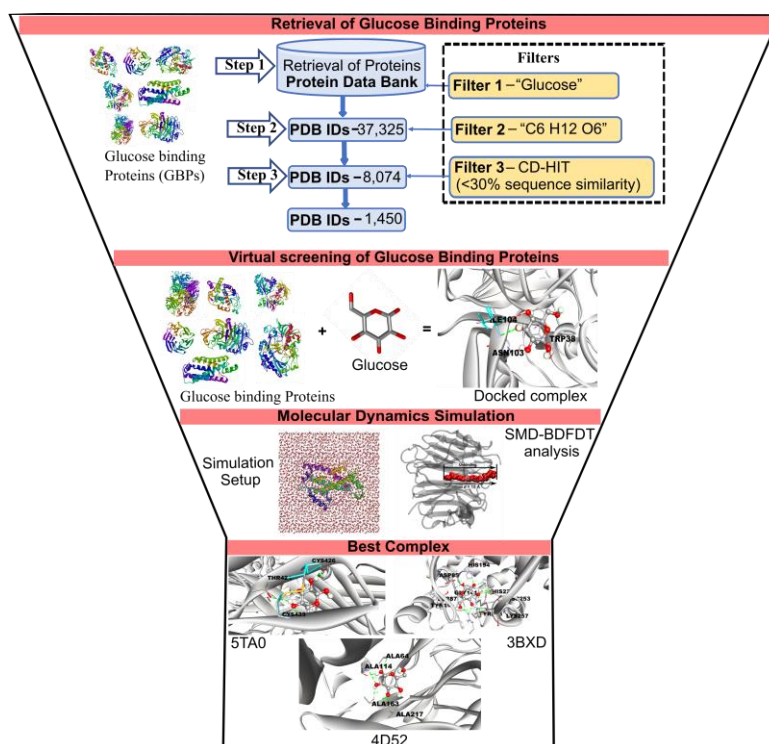 Retrieval of Glucose Binding Proteins
Step 1
Retrieval of Proteins
Protein Data Bank
Filters
Filter 1 – "Glucose"
Step 2
PDB IDs -37,325
Filter 2 – "C6 H12 O6"
Glucose binding
Proteins (GBPs)
Step 3
PDB IDs – 8,074
Filter 3 – CD-HIT
(<30% sequence similarity)
PDB IDs – 1,450
Virtual screening of Glucose Binding Proteins
+
=
TRP38
ASN103
Glucose
Glucose binding Proteins
Docked complex
Molecular Dynamics Simulation
Simulation
Setup
SMD-BDFDT
analysis
Best Complex
CYS426
HIS194
5TA0
3BXD
ALA64
ALA114
ALA163
ALA217
4D52